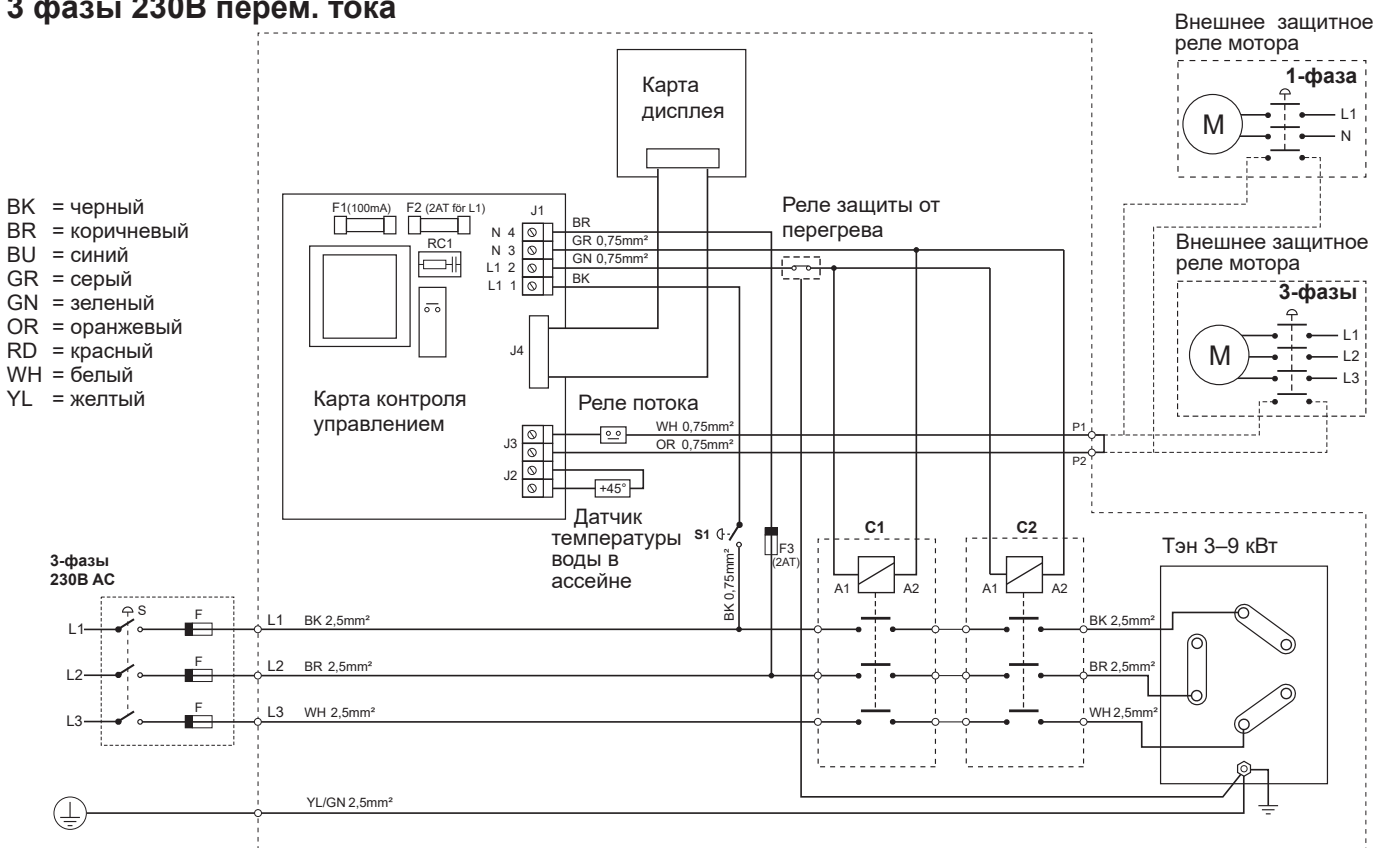 3 фазы 230В перем. тока
Внешнее защитное
реле мотора
1-фаза
M
L1
N
Карта
дисплея
BK = черный
BR = коричневый
BU = синий
GR = серый
GN = зеленый
OR = оранжевый
RD = красный
WH = белый
YL = желтый
F1(100mA)
F2 (2AT för L1)
RC1
J1
N 4
N 3
L1 2
L1 1
BR
GR 0,75mm²
GN 0,75mm²
BK
Реле защиты от
перегрева
Внешнее защитное
реле мотора
3-фазы
M
L1
L2
L3
J4
Карта контроля
управлением
Реле потока
WH 0,75mm²
OR 0,75mm²
P1
P2
J3
J2
+45°
Датчик
температуры
воды в
ассейне
S1
F3
(2AT)
BK 0,75mm²
C1
A1
A2
C2
A1
A2
Тэн 3–9 кВт
3-фазы
230В AC
S
L1
F
L1
BK 2,5mm²
BK 2,5mm²
L2
F
L2
BR 2,5mm²
BR 2,5mm²
L3
F
L3
WH 2,5mm²
WH 2,5mm²
YL/GN 2,5mm²